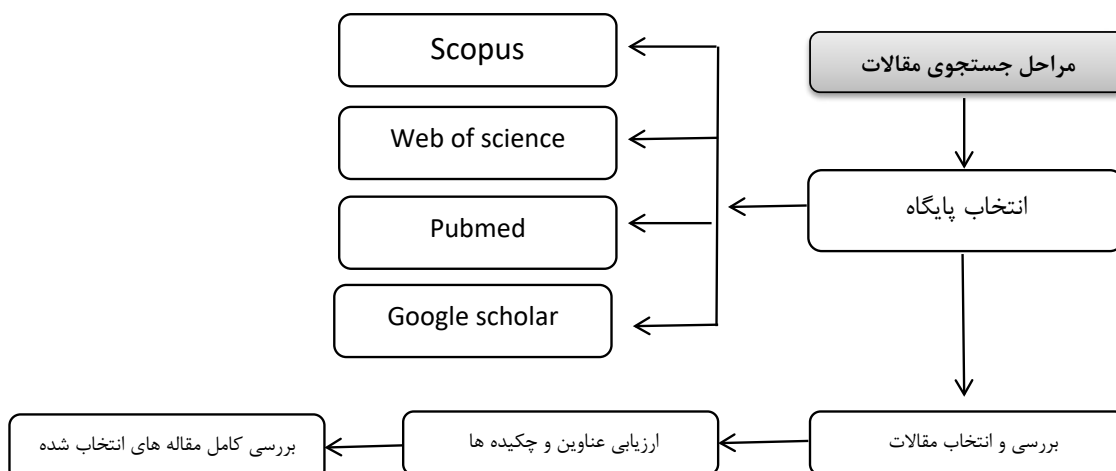 مراحل جستجوی مقالات
انتخاب پایگاه
Scopus
Web of science
Pubmed
Google scholar
بررسی و انتخاب مقالات
ارزیابی عناوین و چکیده ها
بررسی کامل مقاله های انتخاب شده